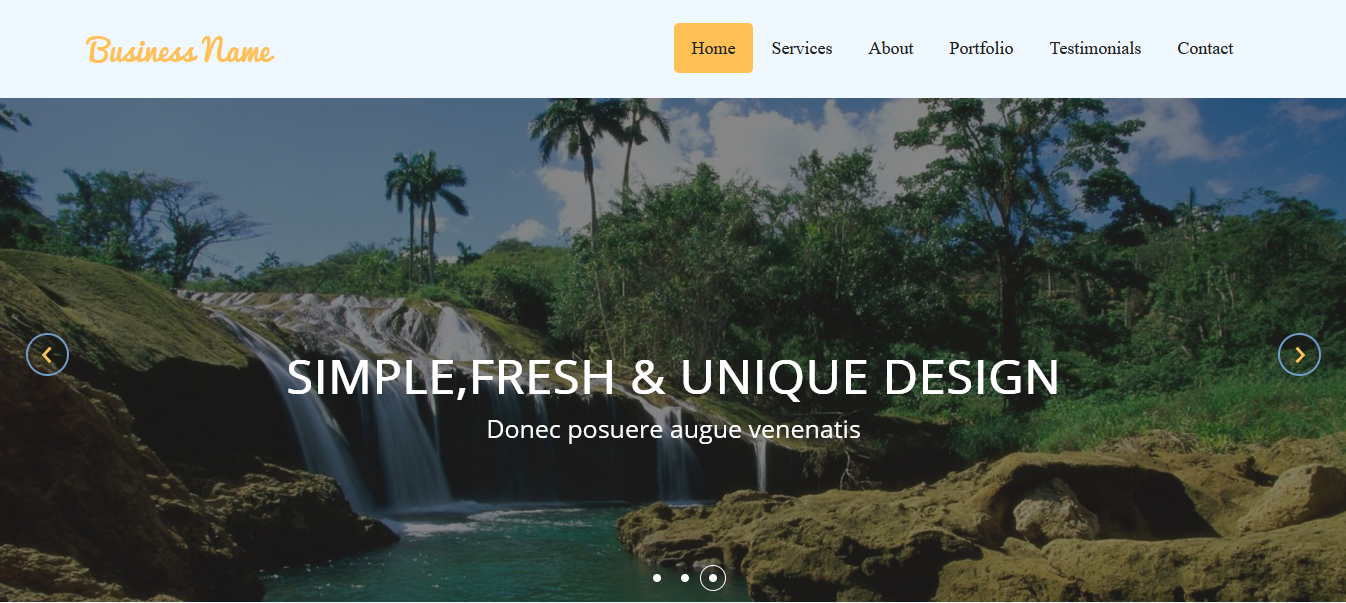 Business Name
Home Services About Portfolio Testimonials Contact
SIMPLE,FRESH & UNIQUE DESIGN
Donec posuere augue venenatis